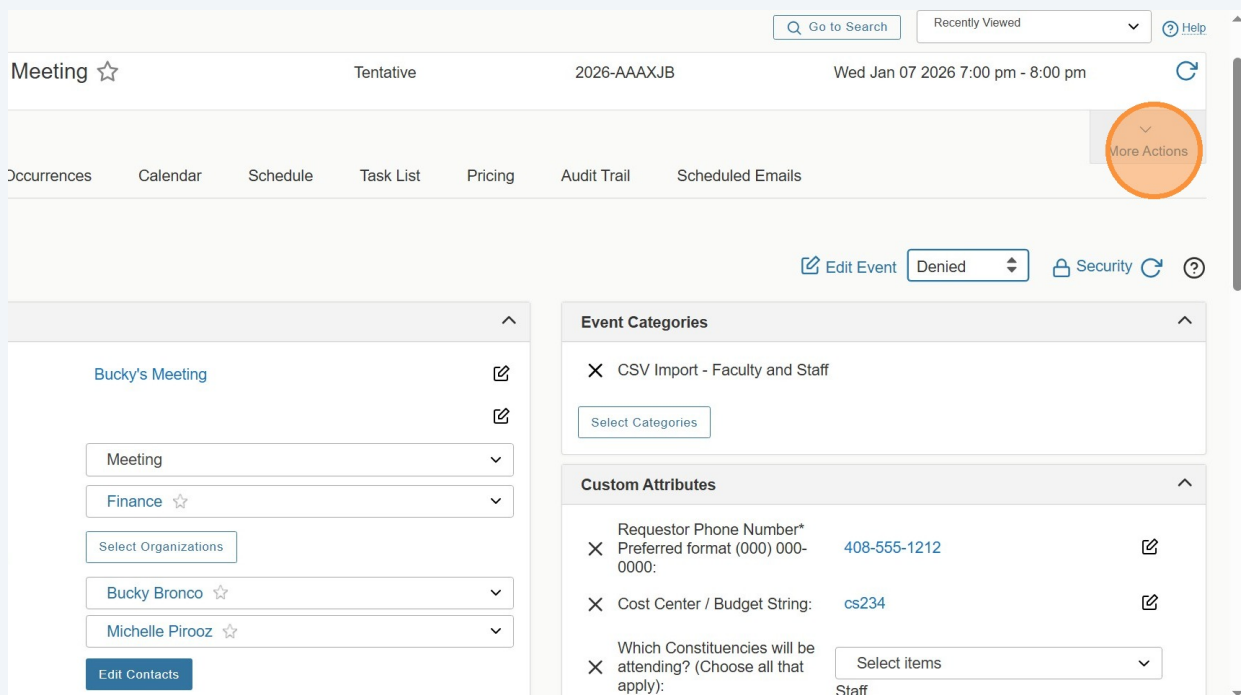 Go to Search
Recently Viewed
Help
Meeting
Tentative
2026-AAAXJB
Wed Jan 07 2026 7:00 pm - 8:00 pm
More Actions
Occurrences
Calendar
Schedule
Task List
Pricing
Audit Trail
Scheduled Emails
Edit Event
Denied
Security
Bucky's Meeting
Meeting
Finance
Select Organizations
Bucky Bronco
Michelle Pirooz
Edit Contacts
Event Categories
CSV Import - Faculty and Staff
Select Categories
Custom Attributes
Requestor Phone Number*
Preferred format (000) 000-
0000:
408-555-1212
Cost Center / Budget String:
cs234
Which Constituencies will be
attending? (Choose all that
apply):
Select items
Staff